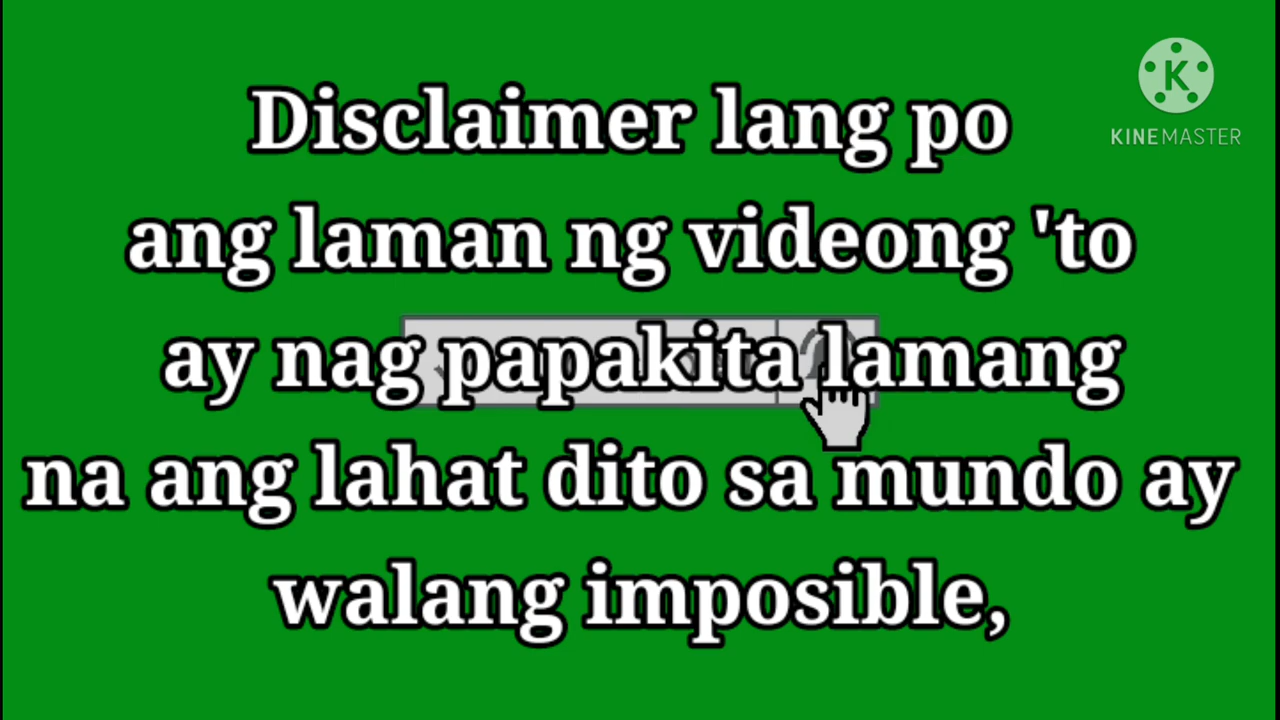 Disclaimer lang po
ang laman ng videong 'to
ay nag papakita lamang
na ang lahat dito sa mundo ay
walang imposible,
K
KINEMASTER